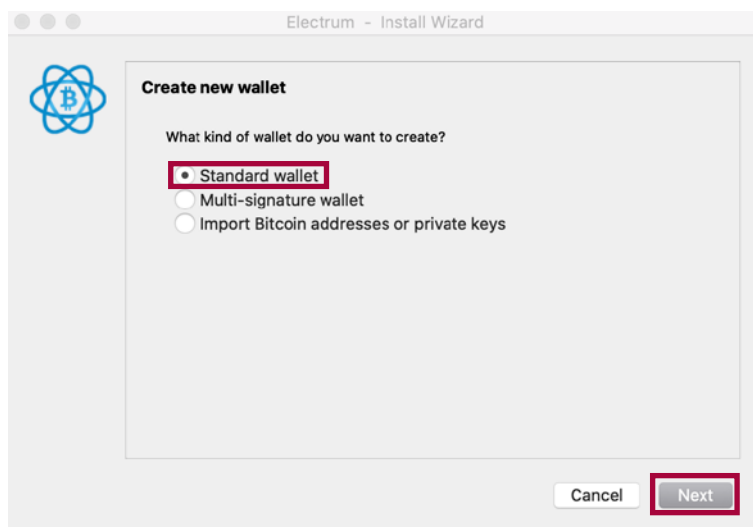 Electrum - Install Wizard
Create new wallet
What kind of wallet do you want to create?
Standard wallet
Multi-signature wallet
Import Bitcoin addresses or private keys
Cancel
Next